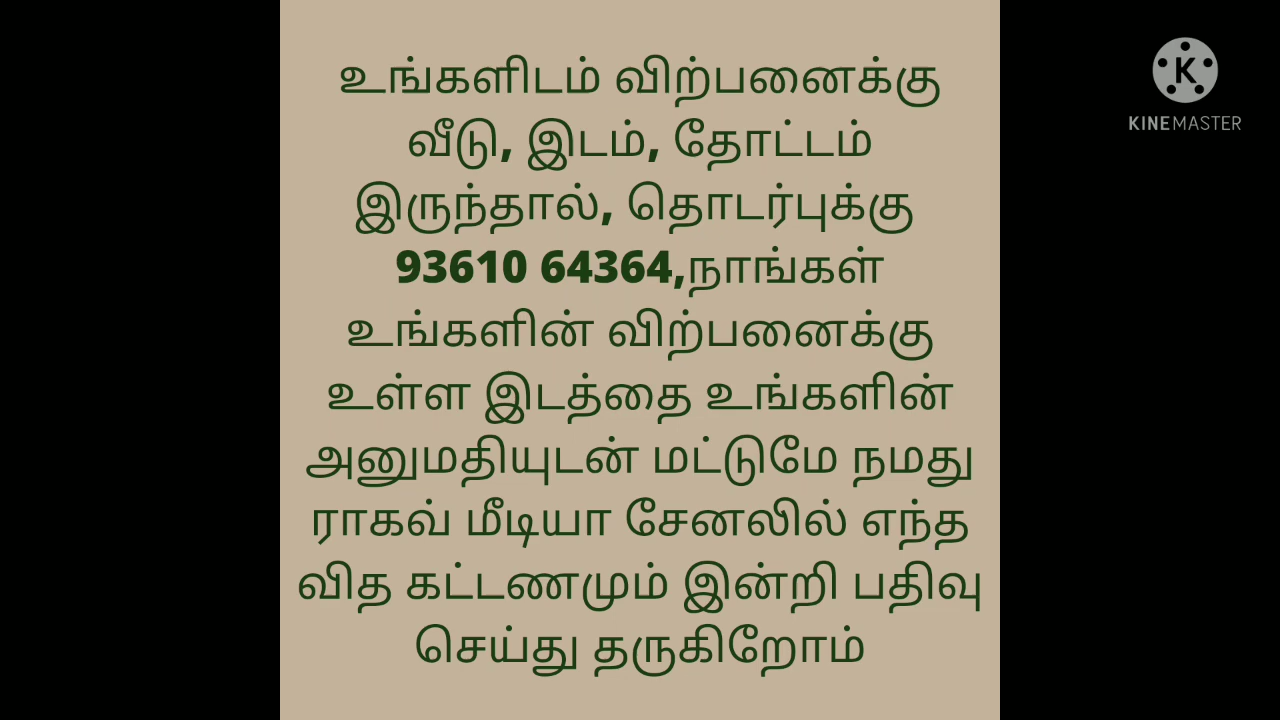 உங்களிடம் விற்பனைக்கு
வீடு, இடம், தோட்டம்
இருந்தால், தொடர்புக்கு
93610 64364,நாங்கள்
உங்களின் விற்பனைக்கு
உள்ள இடத்தை உங்களின்
அனுமதியுடன் மட்டுமே நமது
ராகவ் மீடியா சேனலில் எந்த
வித கட்டணமும் இன்றி பதிவு
செய்து தருகிறோம்
K
KINEMASTER